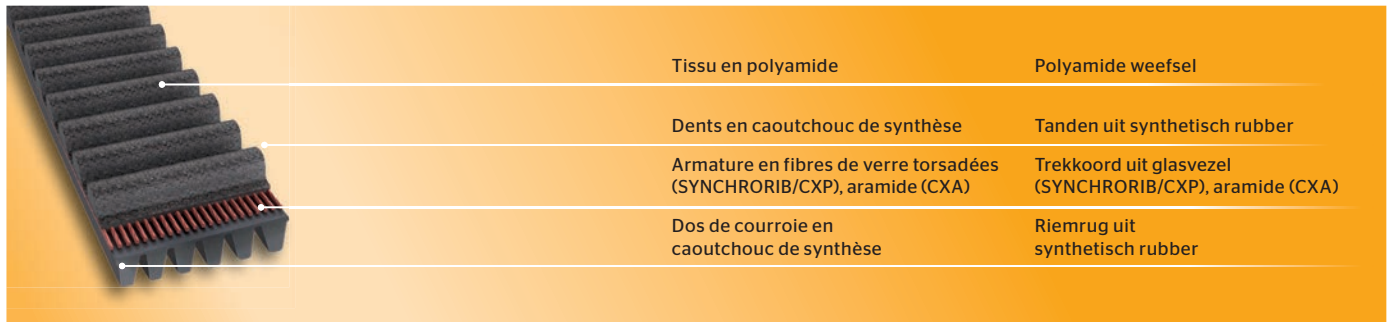 Tissu en polyamide
Polyamide weefsel
Dents en caoutchouc de synthèse
Tanden uit synthetisch rubber
Armature en fibres de verre torsadées
(SYNCHRORIB/CXP), aramide (CXA)
Trekkoord uit glasvezel
(SYNCHRORIB/CXP), aramide (CXA)
Dos de courroie en
caoutchouc de synthèse
Riemrug uit
synthetisch rubber